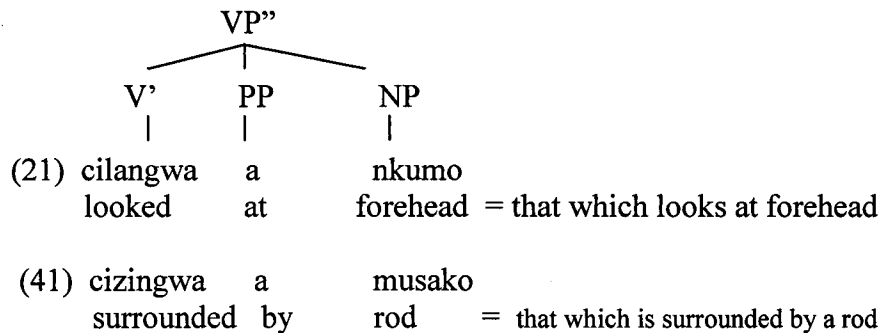 VP”
V’ PP NP
(21) cilangwa a nkumo
looked at forehead = that which looks at forehead
(41) cizingwa a musako
surrounded by rod = that which is surrounded by a rod